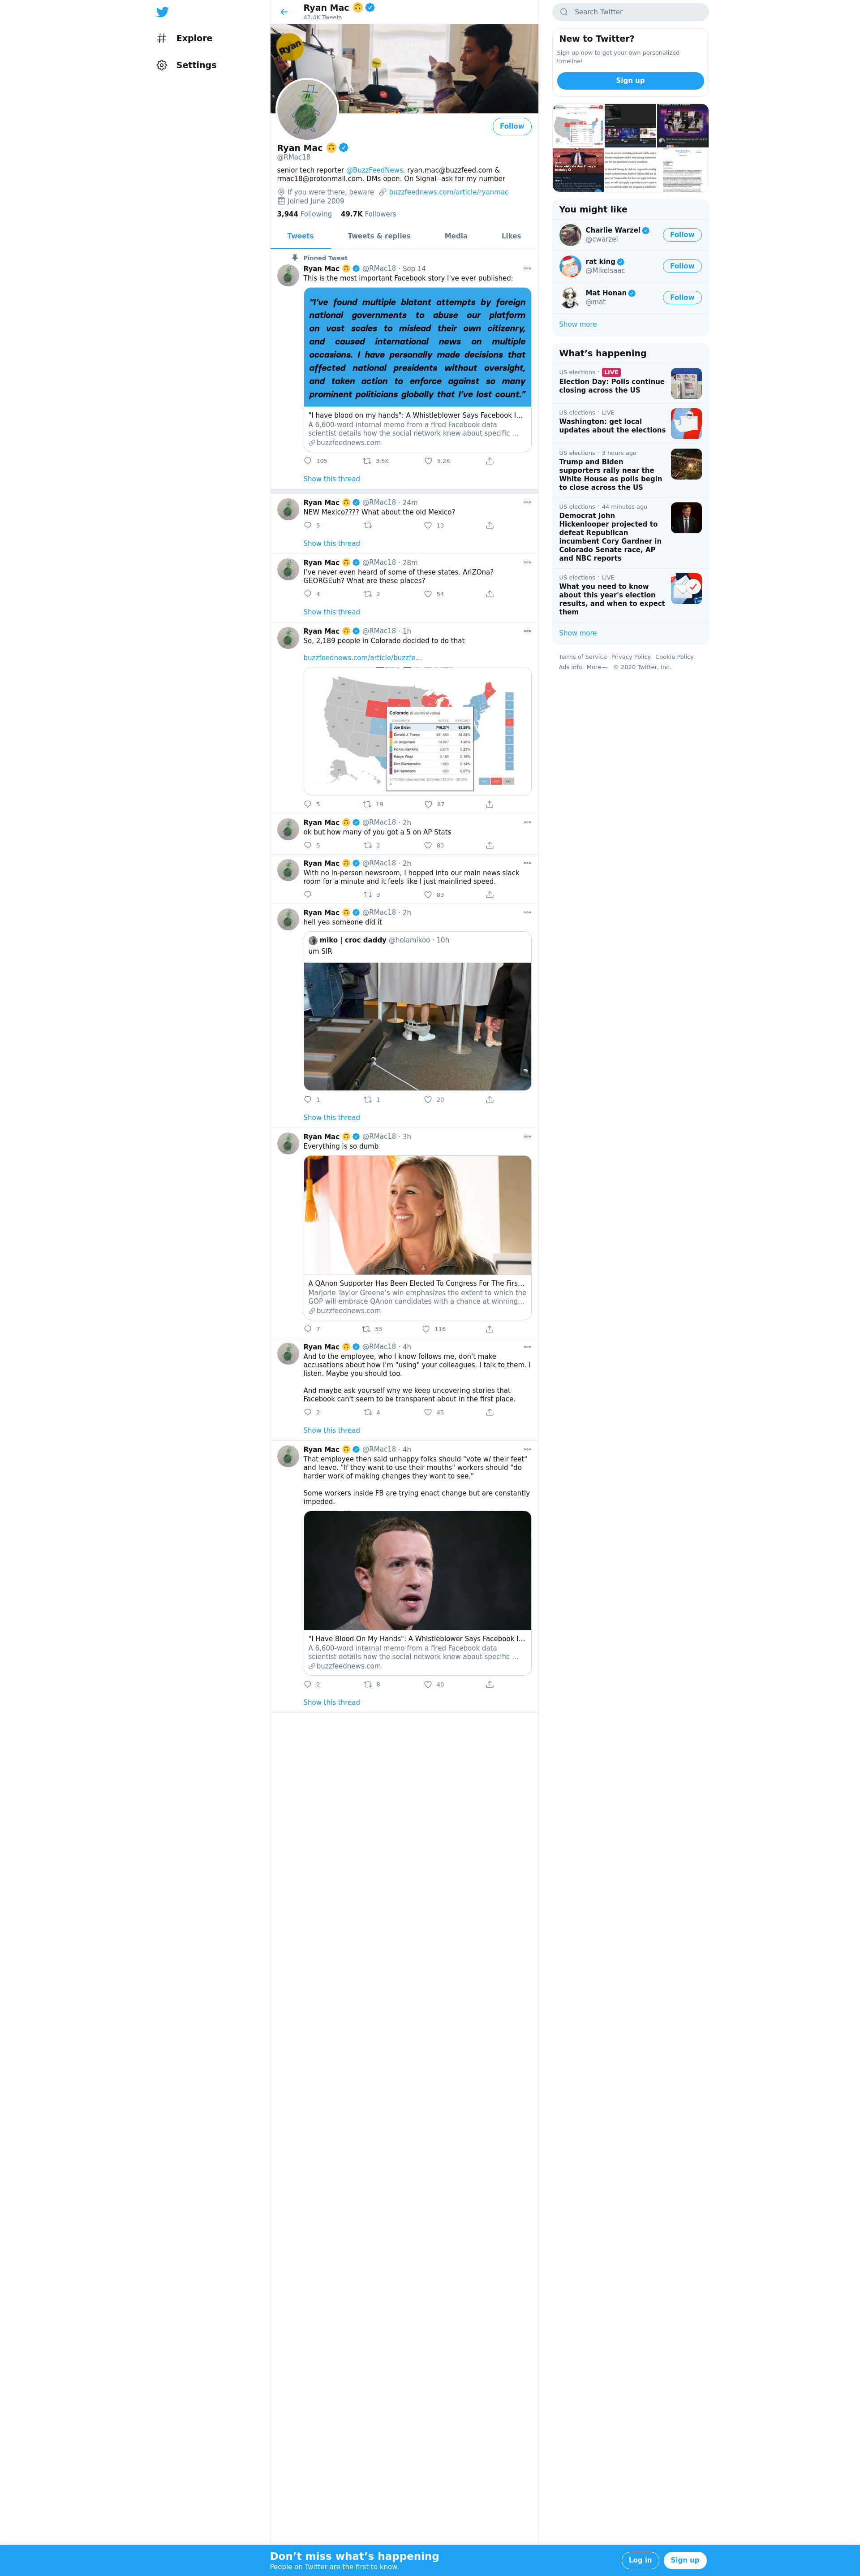 Ryan Mac 🙃
42.4K Tweets
Explore
Settings
Ryan
Follow
Ryan Mac 🙃
@RMac18
senior tech reporter @BuzzFeedNews. ryan.mac@buzzfeed.com &
rmac18@protonmail.com. DMs open. On Signal--ask for my number
If you were there, beware buzzfeednews.com/article/ryanmac
Joined June 2009
3,944 Following 49.7K Followers
Tweets Tweets & replies Media Likes
Pinned Tweet
Ryan Mac 🙃 @RMac18 · Sep 14
This is the most important Facebook story I've ever published:
"I've found multiple blatant attempts by foreign
national governments to abuse our platform
on vast scales to mislead their own citizenry,
and caused international news on multiple
occasions. I have personally made decisions that
affected national presidents without oversight,
and taken action to enforce against so many
prominent politicians globally that I've lost count."
"I have blood on my hands": A Whistleblower Says Facebook I...
A 6,600-word internal memo from a fired Facebook data
scientist details how the social network knew about specific ...
buzzfeednews.com
105 3.5K 5.2K
Show this thread
Ryan Mac 🙃 @RMac18 · 24m
NEW Mexico???? What about the old Mexico?
5 13
Show this thread
Ryan Mac 🙃 @RMac18 · 28m
I've never even heard of some of these states. AriZOna?
GEORGEuh? What are these places?
4 2 54
Show this thread
Ryan Mac 🙃 @RMac18 · 1h
So, 2,189 people in Colorado decided to do that
buzzfeednews.com/article/buzzfe...
Colorado
Joe Biden
Donald J. Trump
Jo Jorgensen
Howie Hawkins
Kanye West
Don Blankenship
Bill Hammons
5 19 87
Ryan Mac 🙃 @RMac18 · 2h
ok but how many of you got a 5 on AP Stats
5 2 83
Ryan Mac 🙃 @RMac18 · 2h
With no in-person newsroom, I hopped into our main news slack
room for a minute and it feels like I just mainlined speed.
3 83
Ryan Mac 🙃 @RMac18 · 2h
hell yea someone did it
miko | croc daddy @holamikoo · 10h
um SIR
1 1 20
Show this thread
Ryan Mac 🙃 @RMac18 · 3h
Everything is so dumb
A QAnon Supporter Has Been Elected To Congress For The Firs...
Marjorie Taylor Greene's win emphasizes the extent to which the
GOP will embrace QAnon candidates with a chance at winning...
buzzfeednews.com
7 33 116
Ryan Mac 🙃 @RMac18 · 4h
And to the employee, who I know follows me, don't make
accusations about how I'm "using" your colleagues. I talk to them. I
listen. Maybe you should too.
And maybe ask yourself why we keep uncovering stories that
Facebook can't seem to be transparent about in the first place.
2 4 45
Show this thread
Ryan Mac 🙃 @RMac18 · 4h
That employee then said unhappy folks should "vote w/ their feet"
and leave. "If they want to use their mouths" workers should "do
harder work of making changes they want to see."
Some workers inside FB are trying enact change but are constantly
impeded.
"I Have Blood On My Hands": A Whistleblower Says Facebook I...
A 6,600-word internal memo from a fired Facebook data
scientist details how the social network knew about specific ...
buzzfeednews.com
2 8 40
Show this thread
Search Twitter
New to Twitter?
Sign up now to get your own personalized
timeline!
Sign up
You might like
Charlie Warzel
@cwarzel
Follow
rat king
@MikeIsaac
Follow
Mat Honan
@mat
Follow
Show more
What's happening
US elections · LIVE
Election Day: Polls continue
closing across the US
US elections · LIVE
Washington: get local
updates about the elections
US elections · 3 hours ago
Trump and Biden
supporters rally near the
White House as polls begin
to close across the US
US elections · 44 minutes ago
Democrat John
Hickenlooper projected to
defeat Republican
incumbent Cory Gardner in
Colorado Senate race, AP
and NBC reports
US elections · LIVE
What you need to know
about this year's election
results, and when to expect
them
Show more
Terms of Service Privacy Policy Cookie Policy
Ads info More ••• © 2020 Twitter, Inc.
Don't miss what's happening
People on Twitter are the first to know.
Log in Sign up